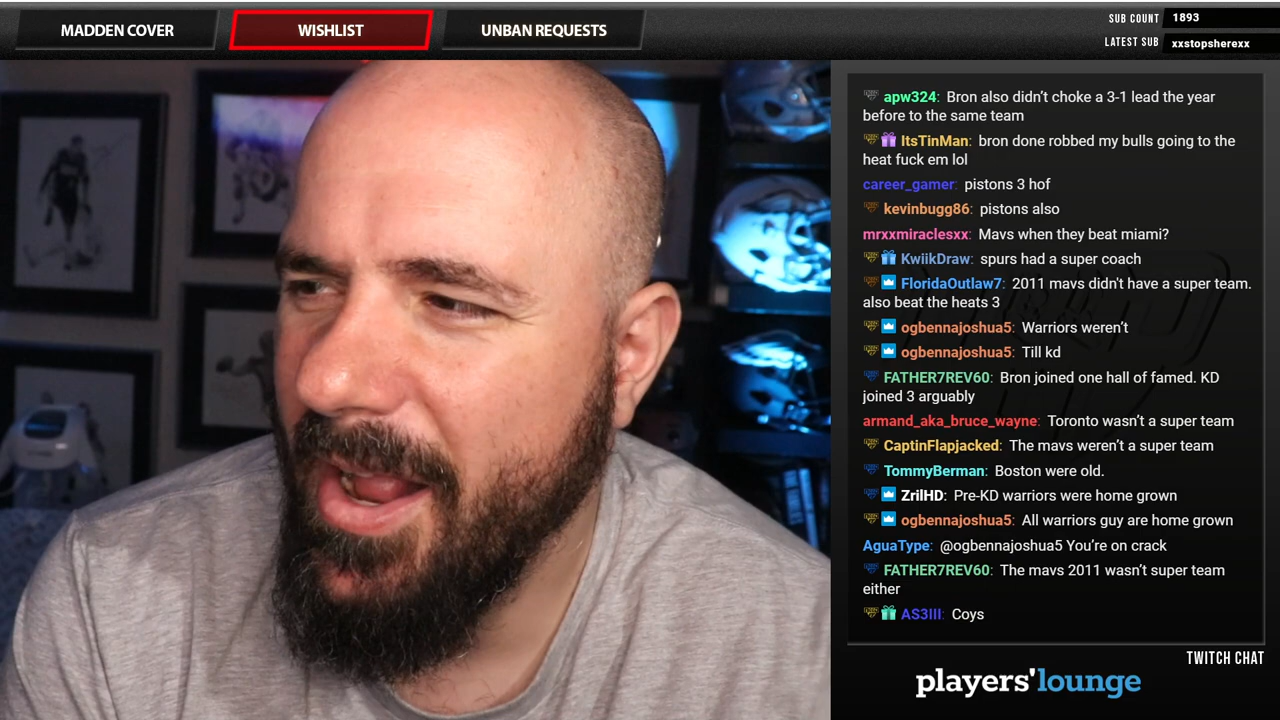 MADDEN COVER
WISHLIST
UNBAN REQUESTS
SUB COUNT 1893
LATEST SUB xxstopsherexx
apw324: Bron also didn't choke a 3-1 lead the year
before to the same team
ItsTinMan: bron done robbed my bulls going to the
heat fuck em lol
career_gamer: pistons 3 hof
kevinbugg86: pistons also
mrxxmiraclesxx: Mavs when they beat miami?
KwiikDraw: spurs had a super coach
FloridaOutlaw7: 2011 mavs didn't have a super team.
also beat the heats 3
ogbennajoshua5: Warriors weren't
ogbennajoshua5: Till kd
FATHER7REV60: Bron joined one hall of famed. KD
joined 3 arguably
armand_aka_bruce_wayne: Toronto wasn't a super team
CaptinFlapjacked: The mavs weren't a super team
TommyBerman: Boston were old.
ZrilHD: Pre-KD warriors were home grown
ogbennajoshua5: All warriors guy are home grown
AguaType: @ogbennajoshua5 You're on crack
FATHER7REV60: The mavs 2011 wasn't super team
either
AS3III: Coys
TWITCH CHAT
players'lounge